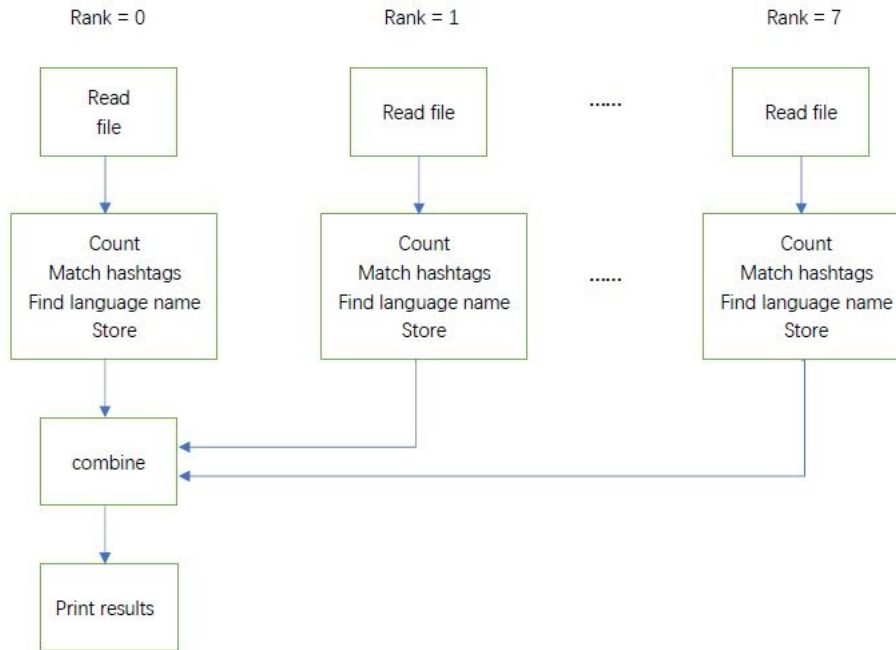 Rank = 0
Rank = 1
Rank = 7
Read
file
Read file
......
Read file
Count
Match hashtags
Find language name
Store
Count
Match hashtags
Find language name
Store
......
Count
Match hashtags
Find language name
Store
combine
Print results